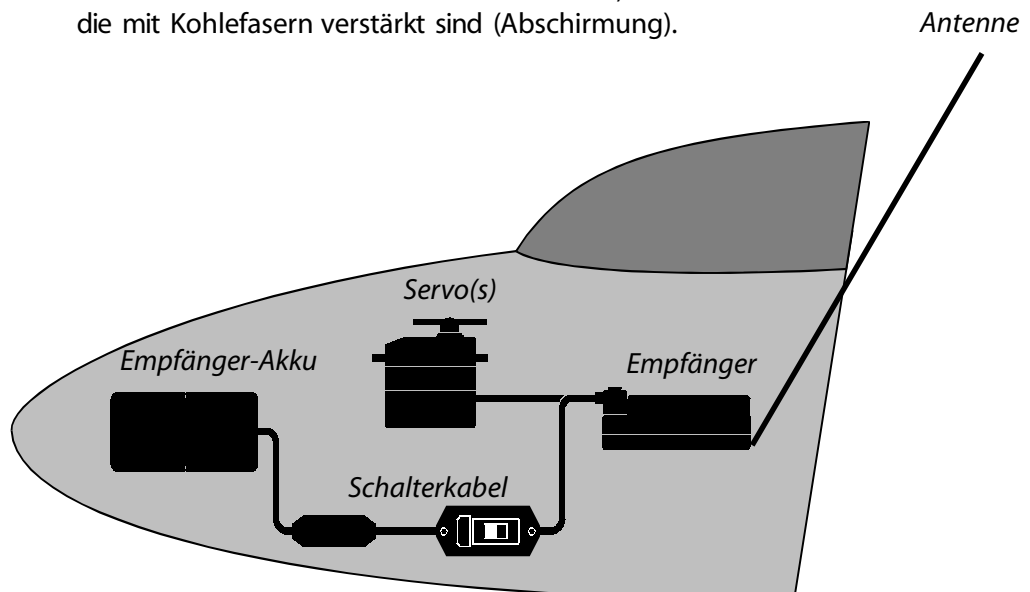 die mit Kohlefasern verstärkt sind (Abschirmung).
Antenne
Servo(s)
Empfänger-Akku
Empfänger
Schalterkabel